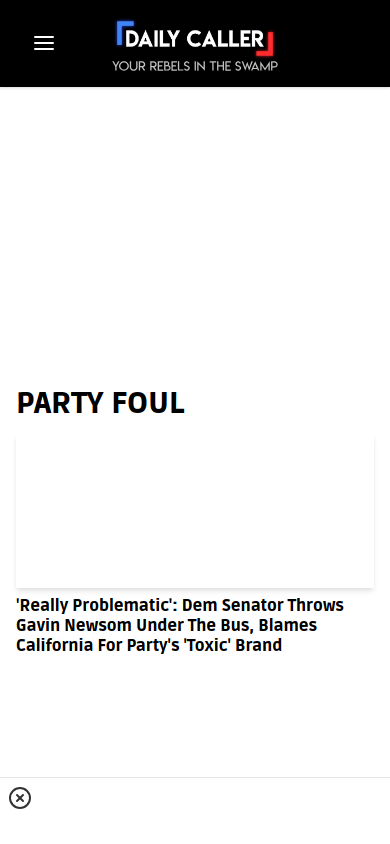 DAILY CALLER
YOUR REBELS IN THE SWAMP
PARTY FOUL
'Really Problematic': Dem Senator Throws
Gavin Newsom Under The Bus, Blames
California For Party's 'Toxic' Brand